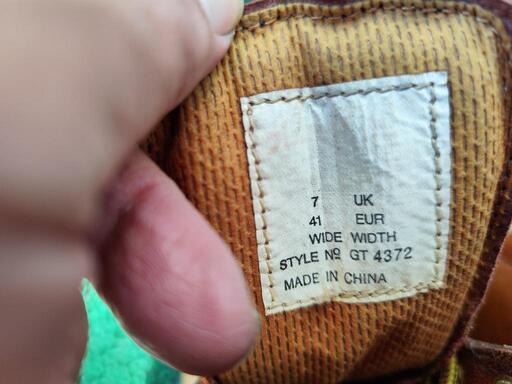 7 UK
41 EUR
WIDE WIDTH
STYLE Nº GT 4372
MADE IN CHINA